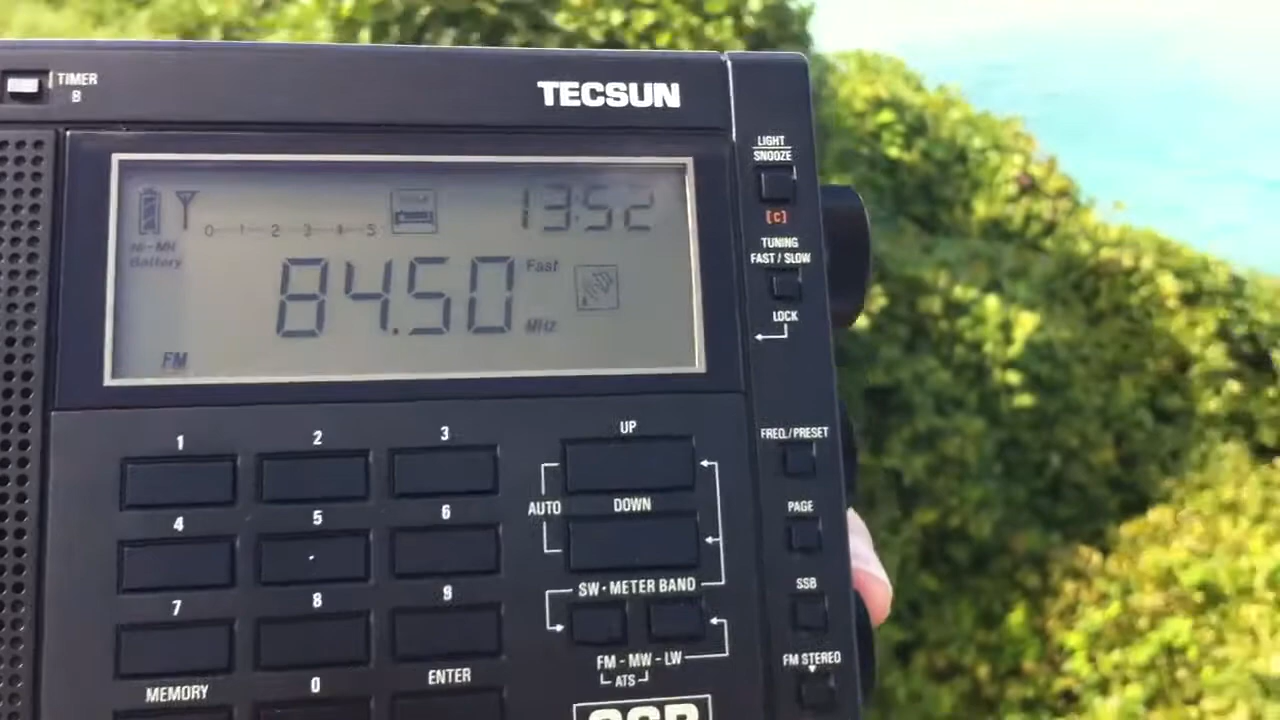 TIMER
B
TECSUN
LIGHT
SNOOZE
[C]
TUNING
FAST / SLOW
LOCK
13:52
0 1 2 3 4 5
Ni-MH
Battery
84.50
Fast
MHz
FM
1 2 3
UP
FREQ./PRESET
4 5 6
AUTO
DOWN
PAGE
7 8 9
SW · METER BAND
SSB
FM - MW - LW
ATS
FM STEREO
MEMORY 0 ENTER
SSB